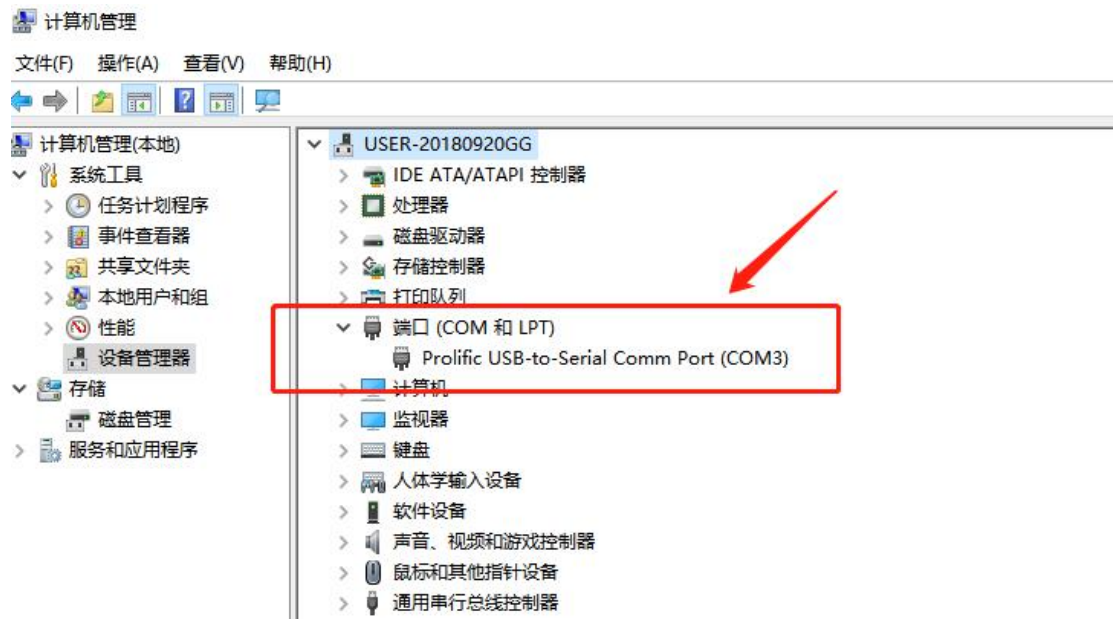 计算机管理
文件(F) 操作(A) 查看(V) 帮助(H)
计算机管理(本地)
系统工具
任务计划程序
事件查看器
共享文件夹
本地用户和组
性能
设备管理器
存储
磁盘管理
服务和应用程序
USER-20180920GG
IDE ATA/ATAPI 控制器
处理器
磁盘驱动器
存储控制器
打印队列
端口 (COM 和 LPT)
Prolific USB-to-Serial Comm Port (COM3)
计算机
监视器
键盘
人体学输入设备
软件设备
声音、视频和游戏控制器
鼠标和其他指针设备
通用串行总线控制器